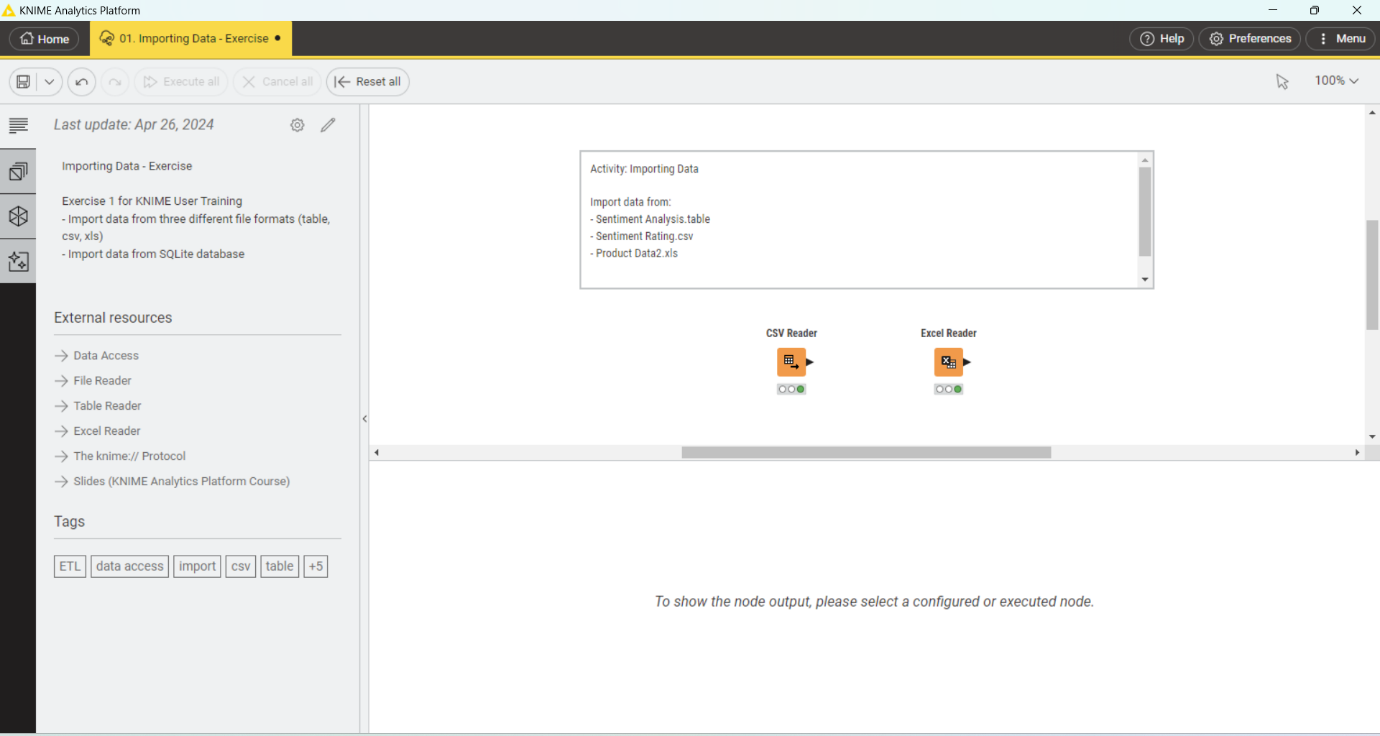 KNIME Analytics Platform
Home
01. Importing Data - Exercise
Help
Preferences
Menu
Execute all
Cancel all
Reset all
100%
Last update: Apr 26, 2024
Importing Data - Exercise
Exercise 1 for KNIME User Training
- Import data from three different file formats (table,
csv, xls)
- Import data from SQLite database
External resources
Data Access
File Reader
Table Reader
Excel Reader
The knime:// Protocol
Slides (KNIME Analytics Platform Course)
Tags
ETL
data access
import
csv
table
+5
Activity: Importing Data
Import data from:
- Sentiment Analysis.table
- Sentiment Rating.csv
- Product Data2.xls
CSV Reader
Excel Reader
To show the node output, please select a configured or executed node.